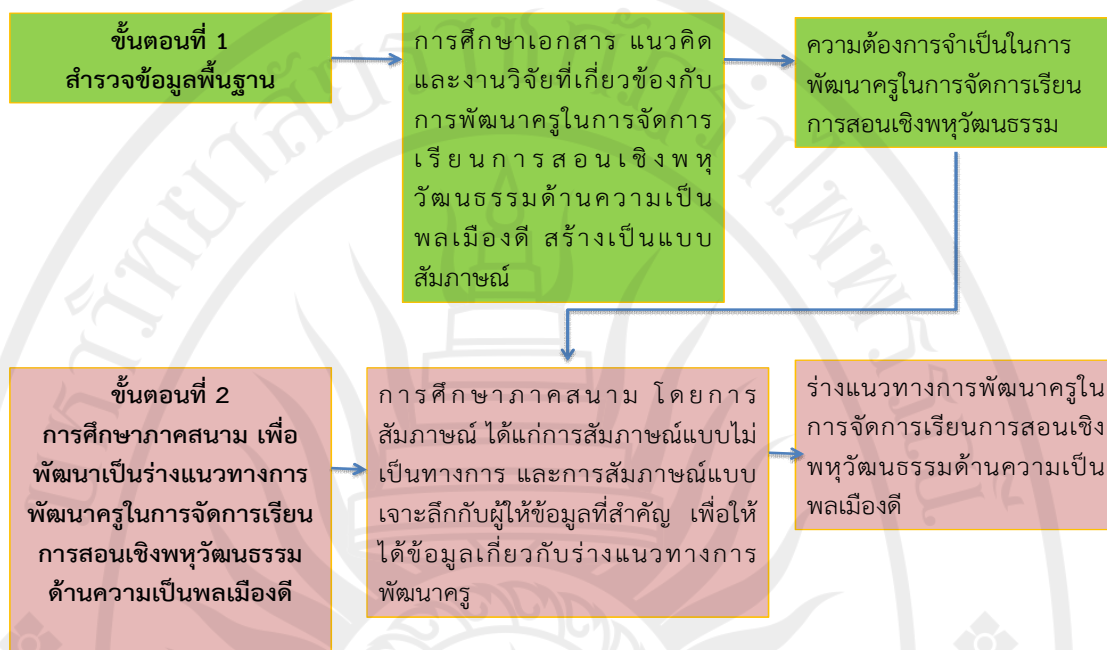 ขั้นตอนที่ 1
สำรวจข้อมูลพื้นฐาน
การศึกษาเอกสาร แนวคิด
และงานวิจัยที่เกี่ยวข้องกับ
การพัฒนาครูในการจัดการ
เรียนการสอนเชิงพหุ
วัฒนธรรมด้านความเป็น
พลเมืองดี สร้างเป็นแบบ
สัมภาษณ์
ความต้องการจำเป็นในการ
พัฒนาครูในการจัดการเรียน
การสอนเชิงพหุวัฒนธรรม
ขั้นตอนที่ 2
การศึกษาภาคสนาม เพื่อ
พัฒนาเป็นร่างแนวทางการ
พัฒนาครูในการจัดการเรียน
การสอนเชิงพหุวัฒนธรรม
ด้านความเป็นพลเมืองดี
การศึกษาภาคสนาม โดยการ
สัมภาษณ์ ได้แก่การสัมภาษณ์แบบไม่
เป็นทางการ และการสัมภาษณ์แบบ
เจาะลึกกับผู้ให้ข้อมูลที่สำคัญ เพื่อให้
ได้ข้อมูลเกี่ยวกับร่างแนวทางการ
พัฒนาครู
ร่างแนวทางการพัฒนาครูใน
การจัดการเรียนการสอนเชิง
พหุวัฒนธรรมด้านความเป็น
พลเมืองดี